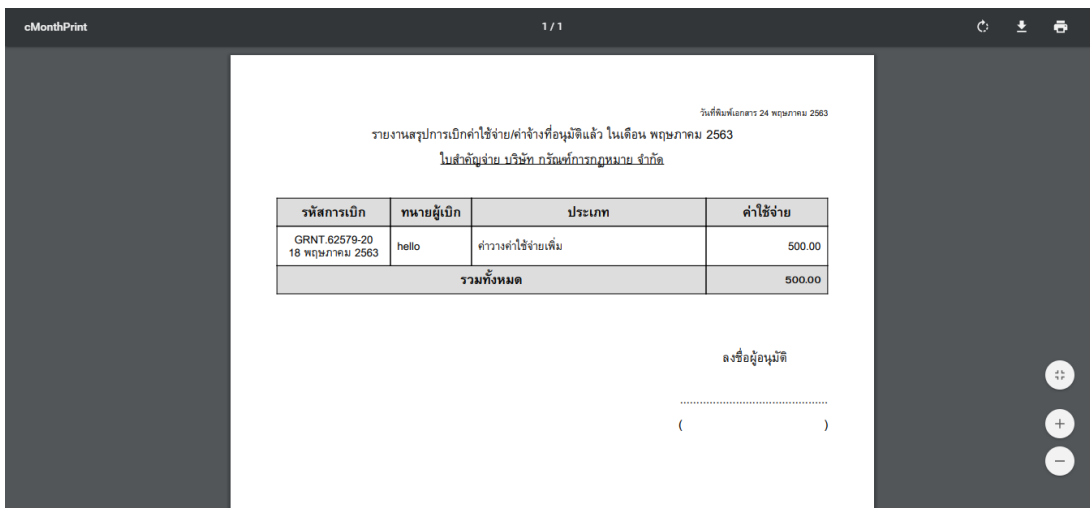 cMonthPrint
1 / 1
วันที่พิมพ์เอกสาร 24 พฤษภาคม 2563
รายงานสรุปการเบิกค่าใช้จ่าย/ค่าจ้างที่อนุมัติแล้ว ในเดือน พฤษภาคม 2563
ใบสำคัญจ่าย บริษัท กรัณฑ์การกฎหมาย จำกัด
รหัสการเบิก ทนายผู้เบิก ประเภท ค่าใช้จ่าย
GRNT.62579-20
18 พฤษภาคม 2563 hello ค่าวางค่าใช้จ่ายเพิ่ม 500.00
รวมทั้งหมด 500.00
ลงชื่อผู้อนุมัติ
..............................................
( )